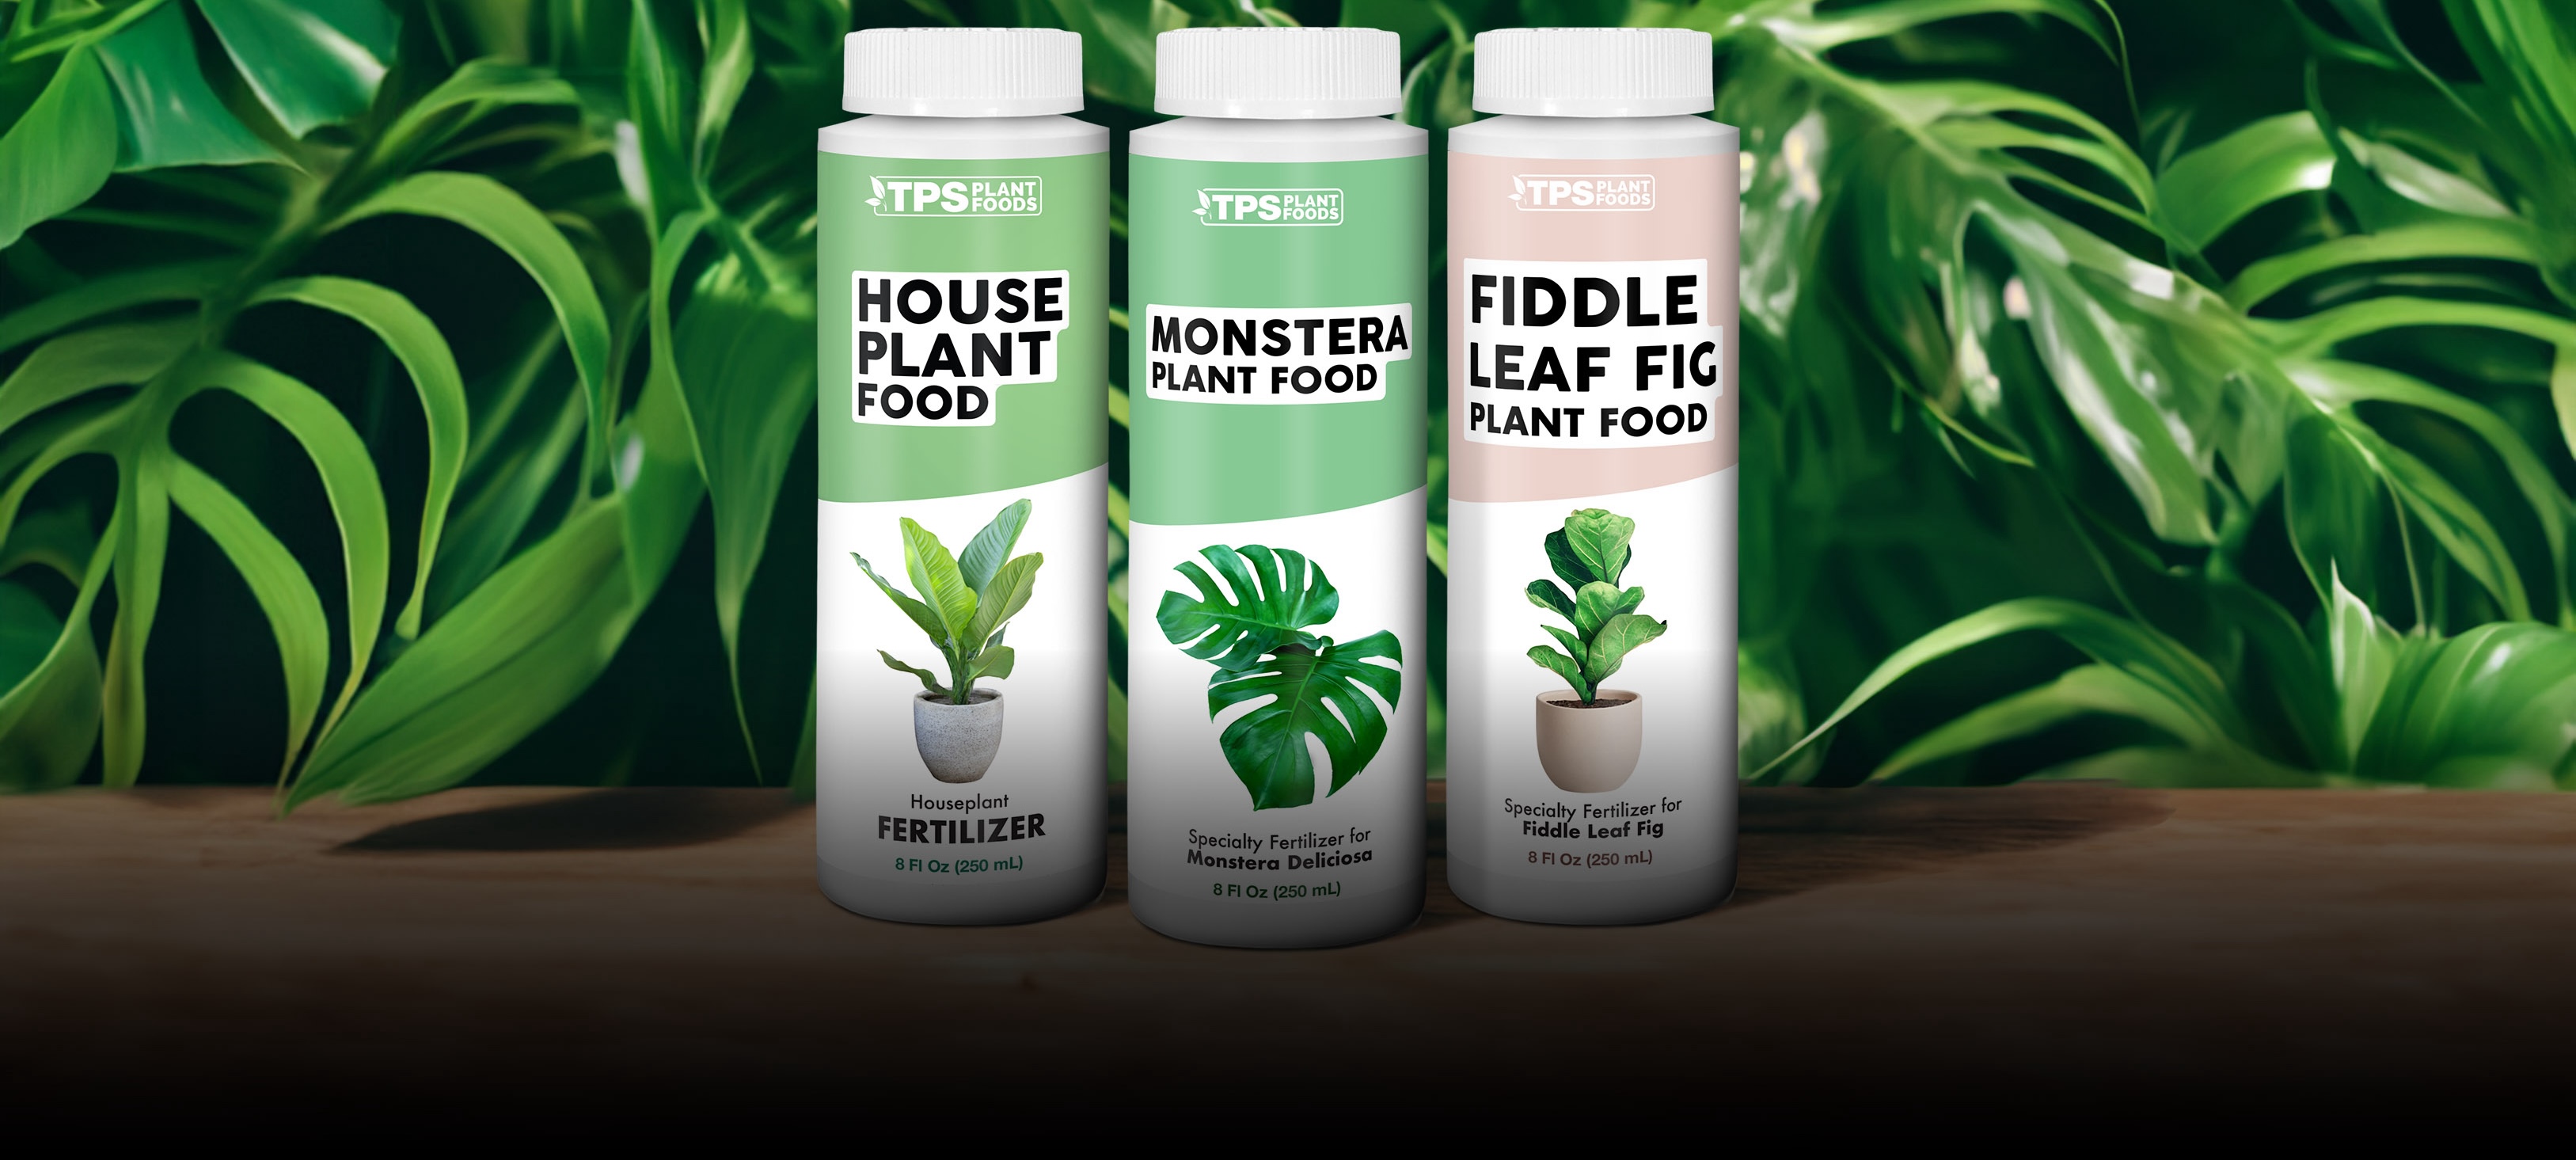 TPS PLANT FOODS
HOUSE
PLANT
FOOD
Houseplant
FERTILIZER
8 Fl Oz (250 mL)
TPS PLANT FOODS
MONSTERA
PLANT FOOD
Specialty Fertilizer for
Monstera Deliciosa
8 Fl Oz (250 mL)
TPS PLANT FOODS
FIDDLE
LEAF FIG
PLANT FOOD
Specialty Fertilizer for
Fiddle Leaf Fig
8 Fl Oz (250 mL)